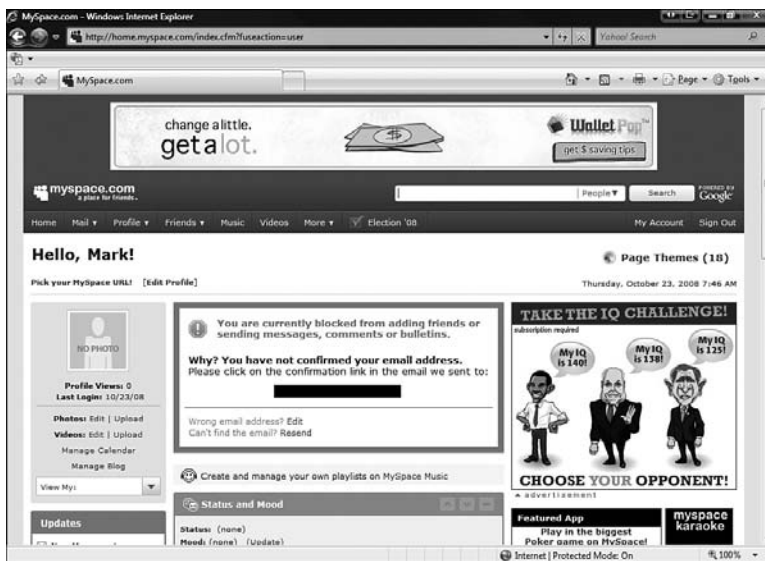 MySpace.com - Windows Internet Explorer
http://home.myspace.com/index.cfm?fuseaction=user
Yahoo! Search
MySpace.com
Page
Tools
change a little.
get a lot.
WalletPop
get $ saving tips
myspace.com
a place for friends.
People
Search
POWERED BY
Google
Home Mail Profile Friends Music Videos More Election '08 My Account Sign Out
Hello, Mark!
Page Themes (18)
Pick your MySpace URL! [Edit Profile]
Thursday, October 23, 2008 7:46 AM
NO PHOTO
Profile Views: 0
Last Login: 10/23/08
Photos: Edit | Upload
Videos: Edit | Upload
Manage Calendar
Manage Blog
View My:
Updates
You are currently blocked from adding friends or
sending messages, comments or bulletins.
Why? You have not confirmed your email address.
Please click on the confirmation link in the email we sent to:
Wrong email address? Edit
Can't find the email? Resend
Create and manage your own playlists on MySpace Music
Status and Mood
Status: (none)
Mood: (none) (Update)
TAKE THE IQ CHALLENGE!
subscription required
My IQ
is 140!
My IQ
is 138!
My IQ
is 125!
CHOOSE YOUR OPPONENT!
advertisement
Featured App
Play in the biggest
Poker game on MySpace!
myspace
karaoke
Internet | Protected Mode: On
100%